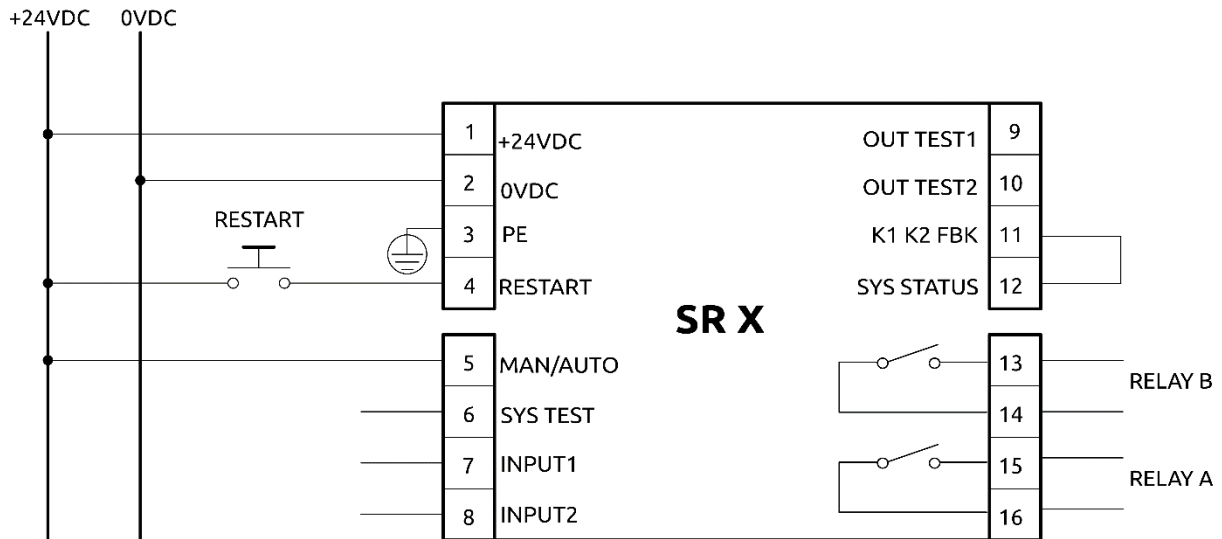 +24VDC 0VDC
1 +24VDC
2 0VDC
3 PE
4 RESTART
RESTART
5 MAN/AUTO
6 SYS TEST
7 INPUT1
8 INPUT2
SR X
OUT TEST1 9
OUT TEST2 10
K1 K2 FBK 11
SYS STATUS 12
13
14
RELAY B
15
16
RELAY A